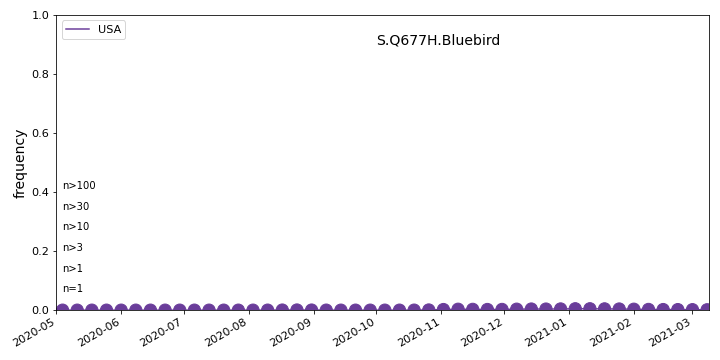 USA
S.Q677H.Bluebird
1.0
0.8
0.6
0.4
0.2
0.0
frequency
n>100
n>30
n>10
n>3
n>1
n=1
2020-05
2020-06
2020-07
2020-08
2020-09
2020-10
2020-11
2020-12
2021-01
2021-02
2021-03